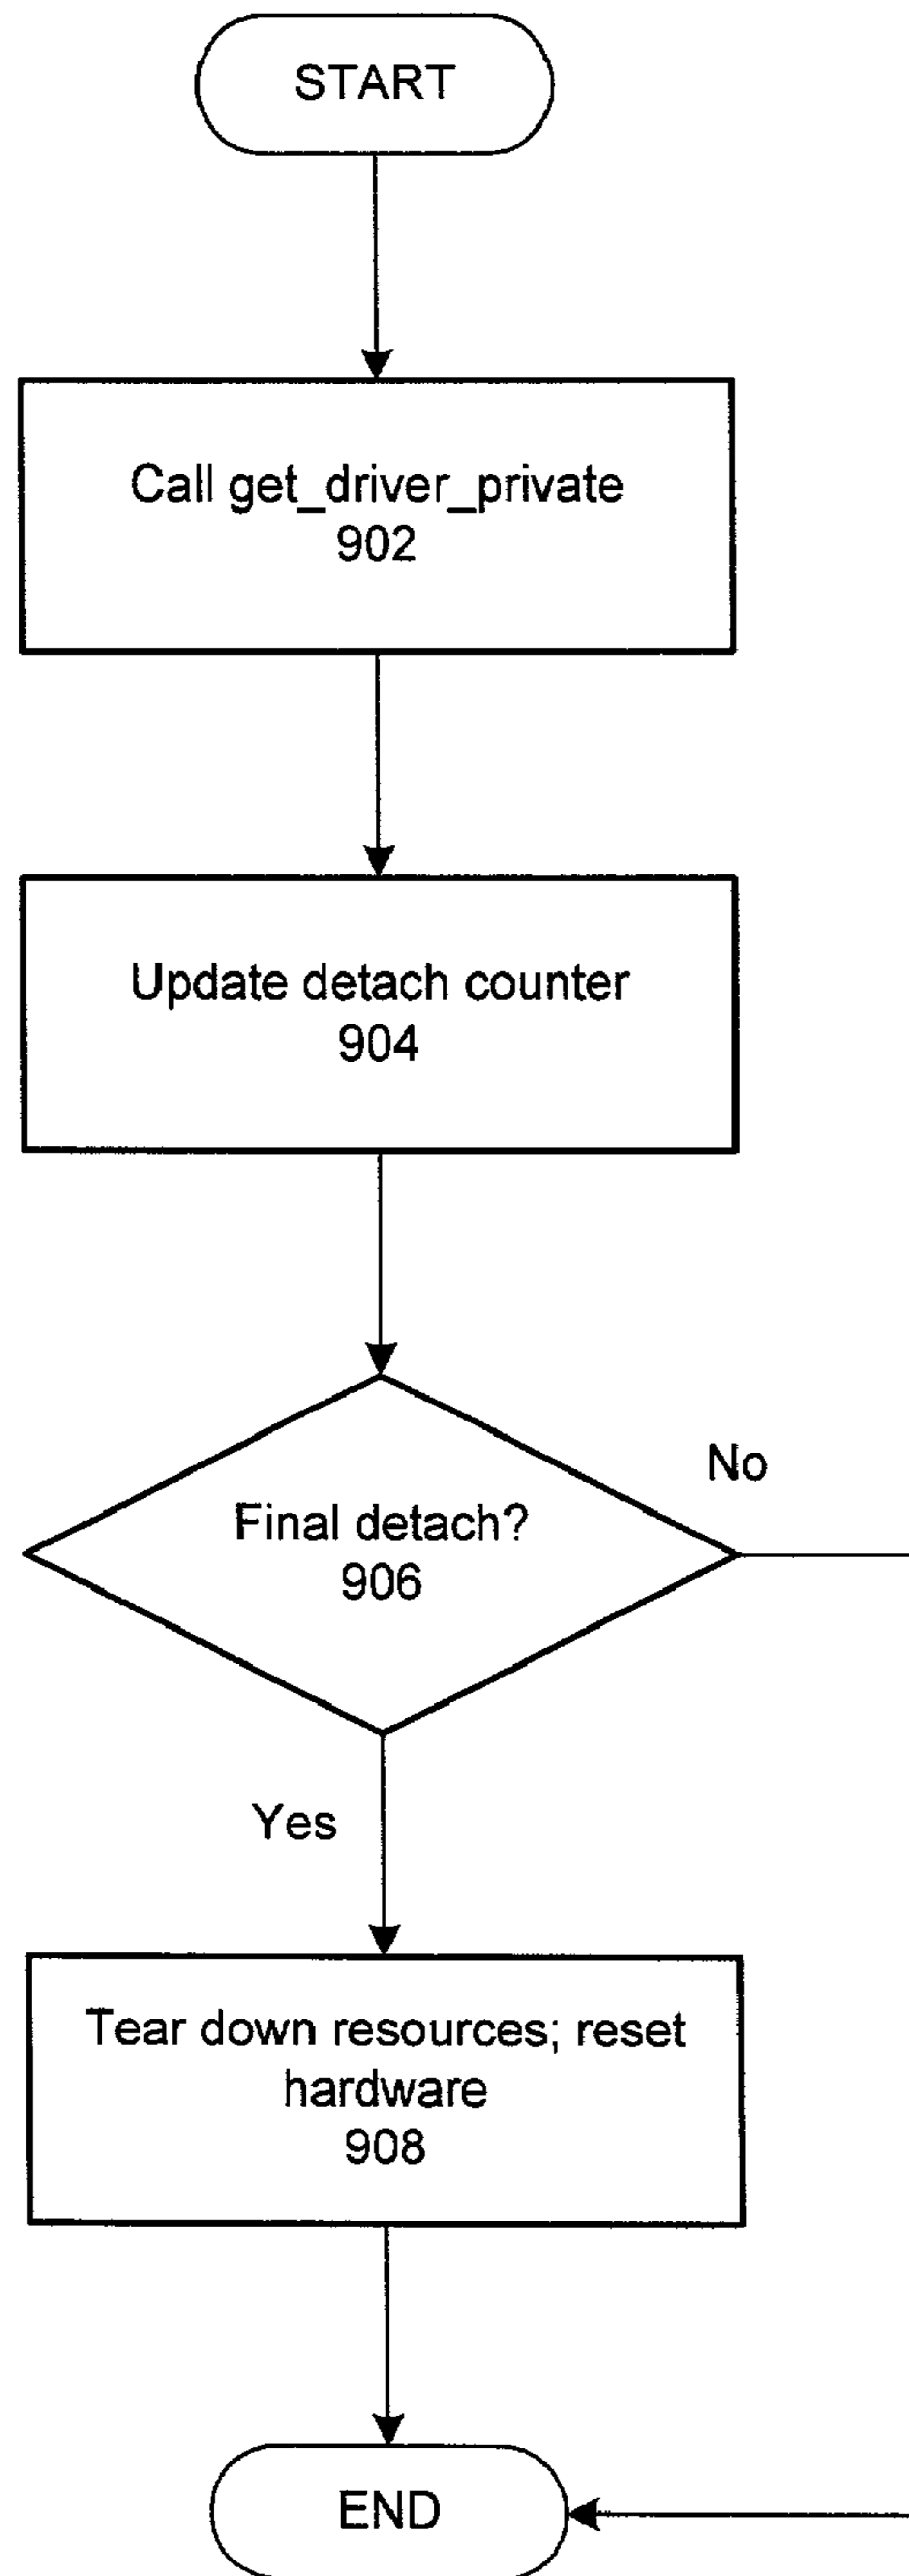 START
Call get_driver_private
902
Update detach counter
904
Final detach?
906
No
Yes
Tear down resources; reset
hardware
908
END